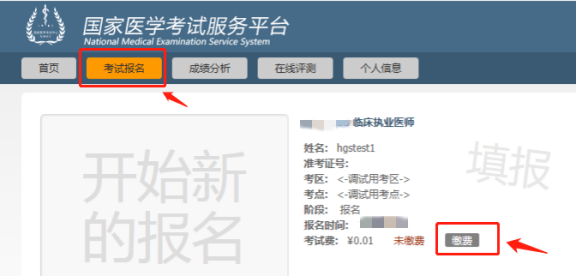 国家医学考试服务平台
National Medical Examination Service System
首页 考试报名 成绩分析 在线评测 个人信息
开始新
的报名
临床执业医师
填报
姓名: hgstest1
准考证号:
考区: <-调试用考区->
考点: <-调试用考点->
阶段: 报名
报名时间:
考试费: ¥0.01 未缴费 缴费